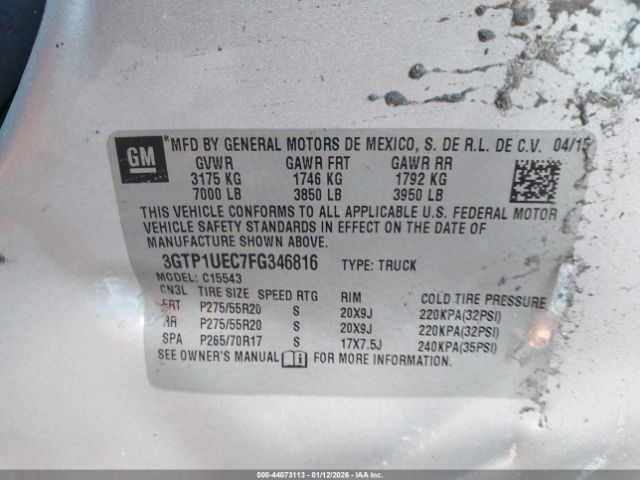 GM
*MFD BY GENERAL MOTORS DE MEXICO, S. DE R.L. DE C.V. 04/15
GVWR GAWR FRT GAWR RR
3175 KG 1746 KG 1792 KG
7000 LB 3850 LB 3950 LB
THIS VEHICLE CONFORMS TO ALL APPLICABLE U.S. FEDERAL MOTOR
VEHICLE SAFETY STANDARDS IN EFFECT ON THE DATE OF
MANUFACTURE SHOWN ABOVE.
3GTP1UEC7FG346816 TYPE: TRUCK
MODEL: C15543
CN3L TIRE SIZE SPEED RTG RIM COLD TIRE PRESSURE
FRT P275/55R20 S 20X9J 220KPA(32PSI)
RR P275/55R20 S 20X9J 220KPA(32PSI)
SPA P265/70R17 S 17X7.5J 240KPA(35PSI)
SEE OWNER'S MANUAL i FOR MORE INFORMATION.
000-44073113 - 01/12/2026 - IAAI.COM